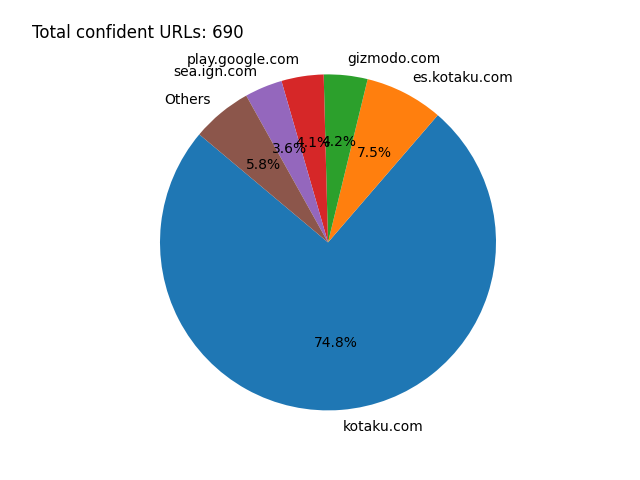 Total confident URLs: 690
play.google.com
gizmodo.com
sea.ign.com
es.kotaku.com
Others
4.1%
4.2%
3.6%
7.5%
5.8%
74.8%
kotaku.com